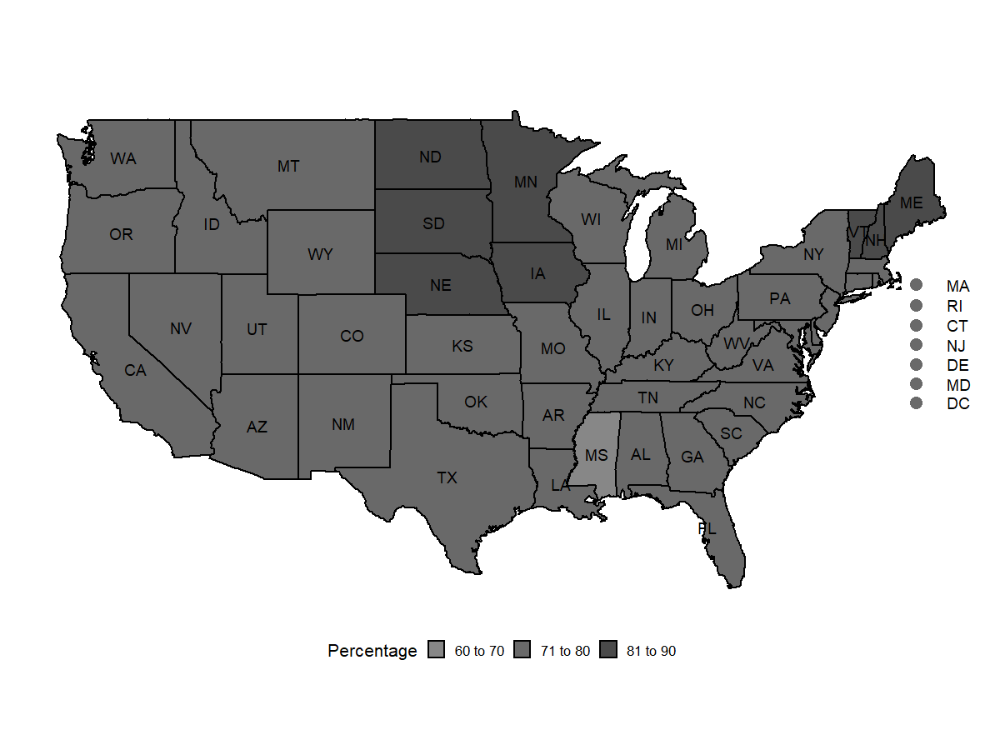 WA
MT
ND
MN
ME
OR
ID
SD
WI
VT
NH
WY
MI
NY
NE
IA
MA
PA
RI
NV
UT
CO
IL
IN
OH
CT
KS
MO
WV
NJ
CA
KY
VA
DE
OK
TN
NC
MD
AZ
NM
AR
SC
DC
TX
MS
AL
GA
LA
FL
Percentage 60 to 70 71 to 80 81 to 90